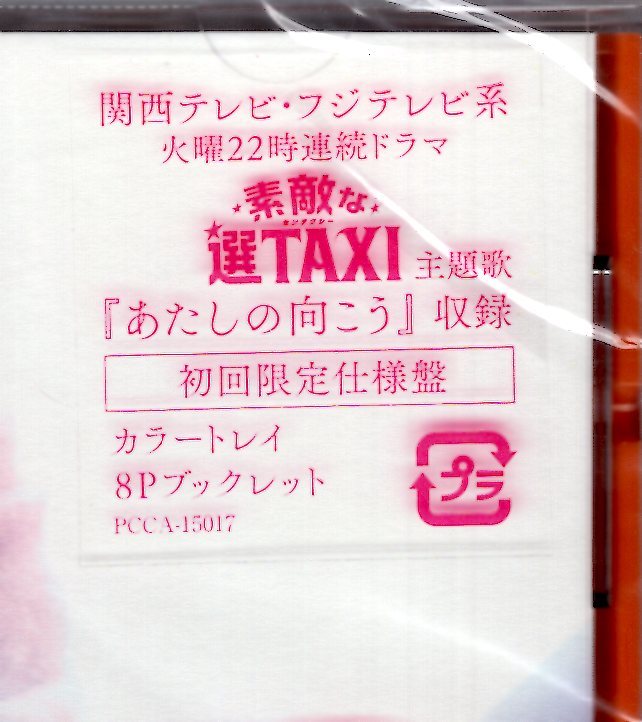 関西テレビ・フジテレビ系
火曜22時連続ドラマ
素敵な
センタクシー
選TAXI 主題歌
『あたしの向こう』収録
初回限定仕様盤
カラートレイ
8Pブックレット
プラ
PCCA-15017